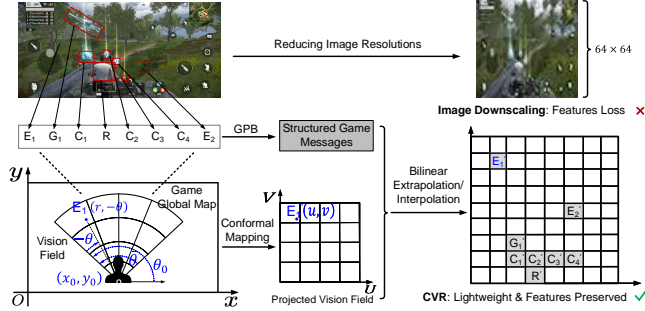 Reducing Image Resolutions
64 × 64
Image Downscaling: Features Loss ×
E₁ G₁ C₁ R C₂ C₃ C₄ E₂
GPB
Structured Game
Messages
Bilinear
Extrapolation/
Interpolation
y
Game
Global Map
E₁(r, −θ)
Vision
Field
−θ
θ
θ₀
(x₀, y₀)
O
x
Conformal
Mapping
V
E₁(u, v)
U
Projected Vision Field
E₁′
E₂′
G₁′
C₁′ C₂′ C₃′ C₄′
R′
CVR: Lightweight & Features Preserved ✓